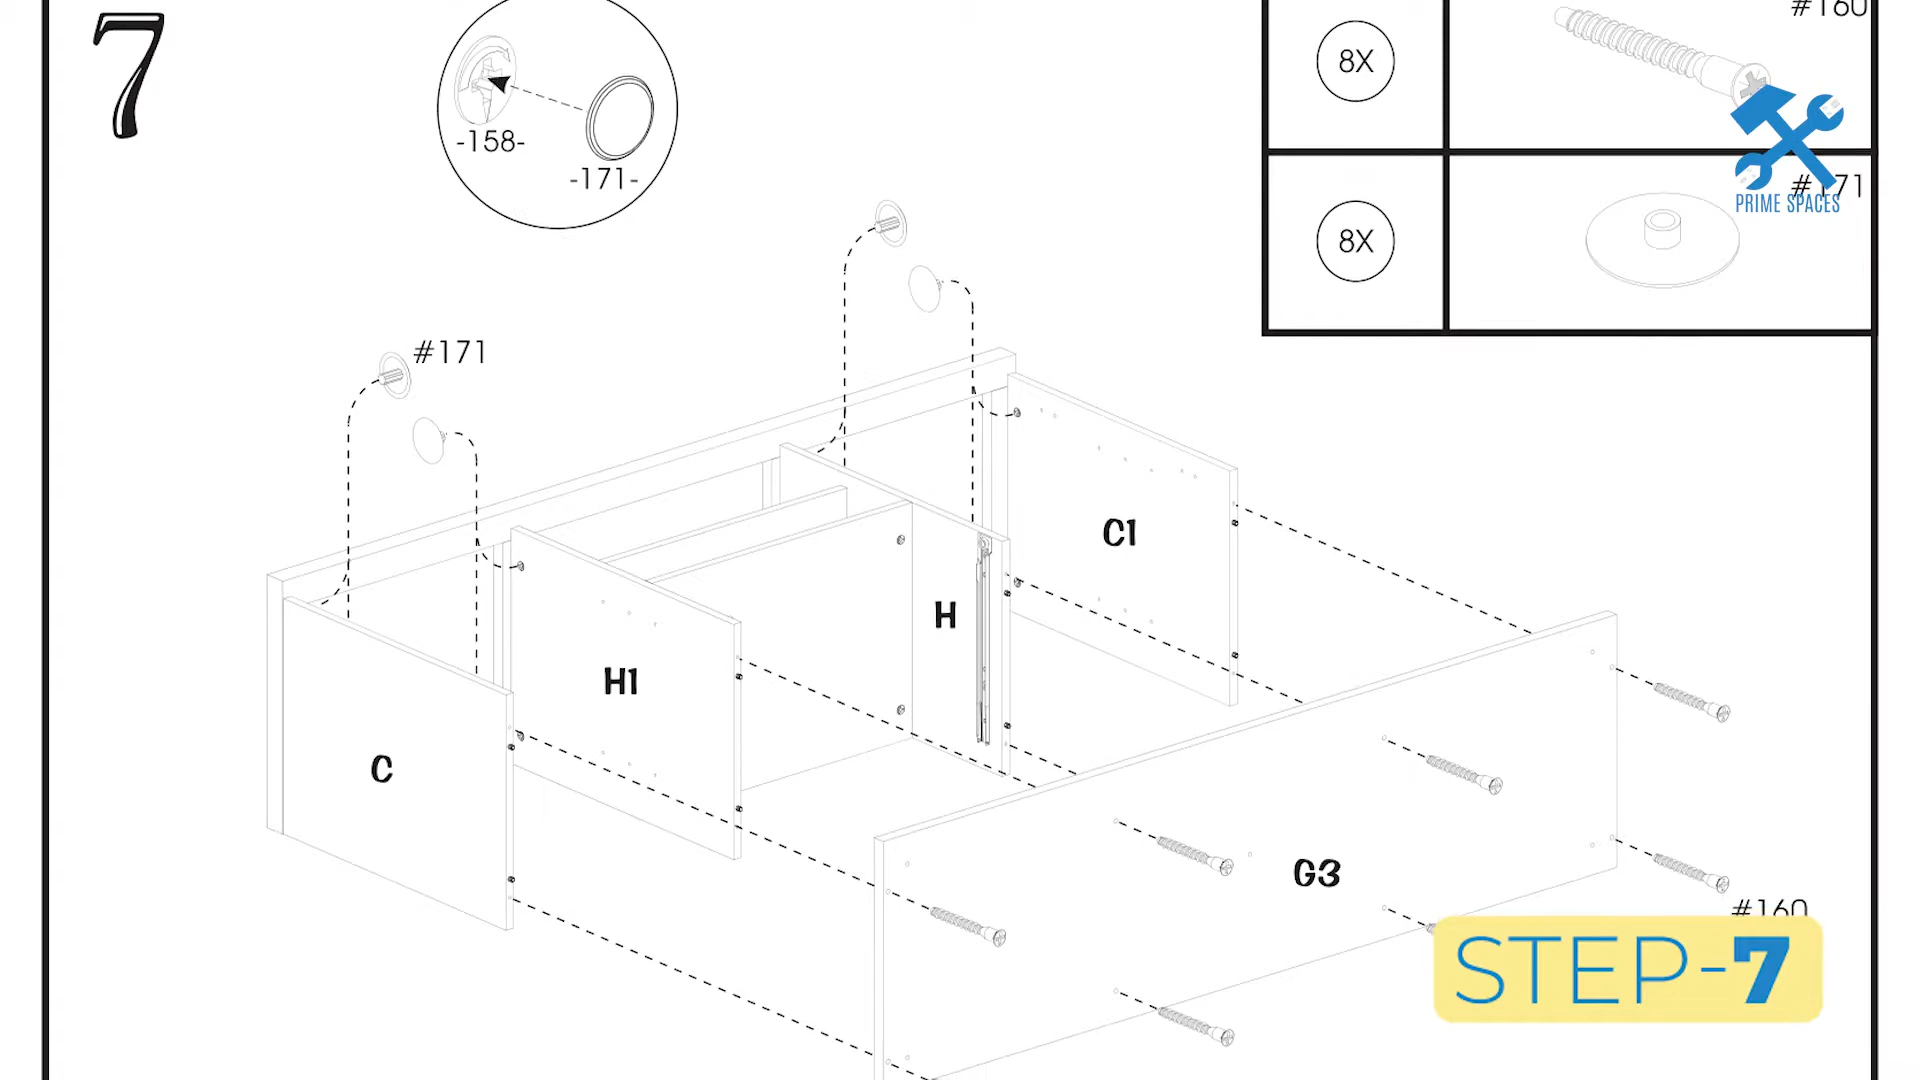 7
-158-
-171-
8X
#160
8X
#171
PRIME SPACES
#171
C1
H
H1
C
G3
#160
STEP-7